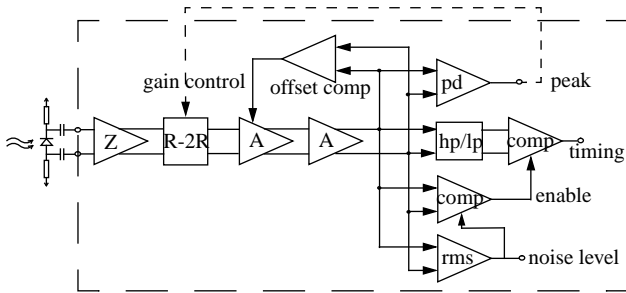 gain control
offset comp
pd
peak
Z
R-2R
A
A
hp/lp
comp
timing
comp
enable
rms
noise level